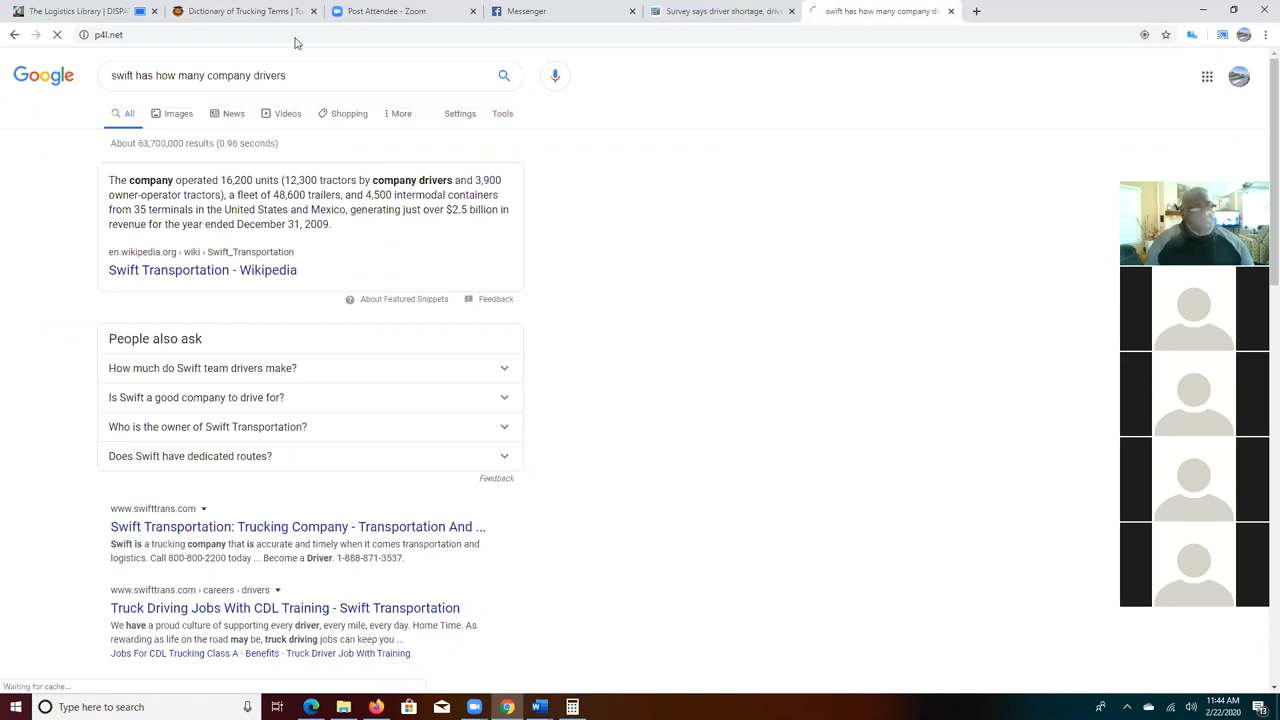 The Logistics Library | DISPA
Dictionary of Trucking Terms | To
Post Attendee - Zoom
Messenger
Survey says driver shortage, drive
swift has how many company dr
p4l.net
Google
swift has how many company drivers
All
Images
News
Videos
Shopping
More
Settings
Tools
About 63,700,000 results (0.96 seconds)
The company operated 16,200 units (12,300 tractors by company drivers and 3,900
owner-operator tractors), a fleet of 48,600 trailers, and 4,500 intermodal containers
from 35 terminals in the United States and Mexico, generating just over $2.5 billion in
revenue for the year ended December 31, 2009.
en.wikipedia.org › wiki › Swift_Transportation
Swift Transportation - Wikipedia
About Featured Snippets
Feedback
People also ask
How much do Swift team drivers make?
Is Swift a good company to drive for?
Who is the owner of Swift Transportation?
Does Swift have dedicated routes?
Feedback
www.swifttrans.com
Swift Transportation: Trucking Company - Transportation And ...
Swift is a trucking company that is accurate and timely when it comes transportation and
logistics. Call 800-800-2200 today ... Become a Driver. 1-888-871-3537.
www.swifttrans.com › careers › drivers
Truck Driving Jobs With CDL Training - Swift Transportation
We have a proud culture of supporting every driver, every mile, every day. Home Time. As
rewarding as life on the road may be, truck driving jobs can keep you ...
Jobs For CDL Trucking Class A · Benefits · Truck Driver Job With Training
Waiting for cache...
Type here to search
11:44 AM
2/22/2020
13